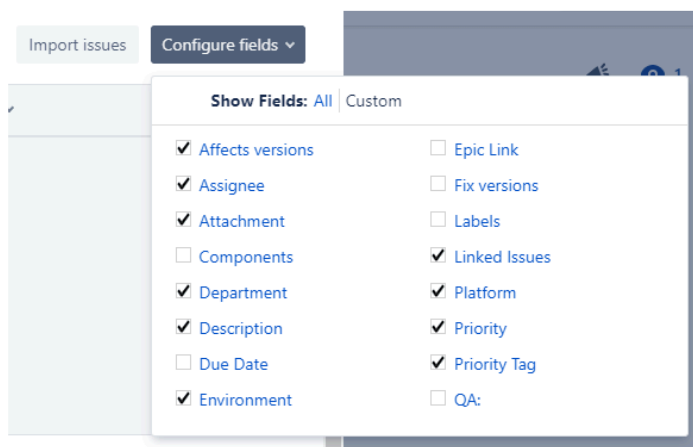 Import issues
Configure fields
1
Show Fields: All Custom
Affects versions
Epic Link
Assignee
Fix versions
Attachment
Labels
Components
Linked Issues
Department
Platform
Description
Priority
Due Date
Priority Tag
Environment
QA: